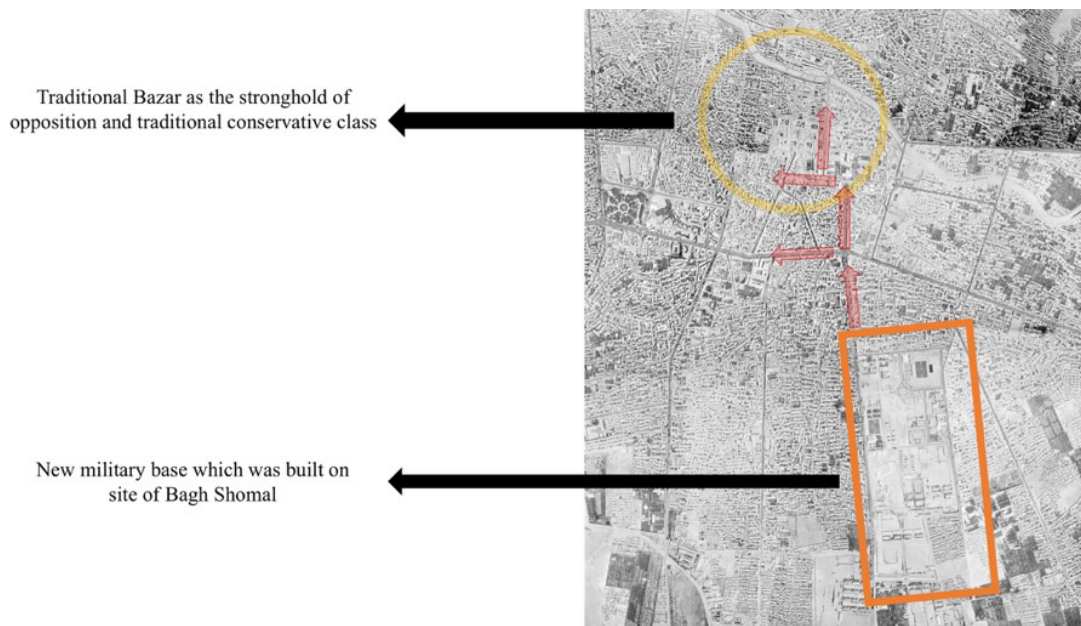 Traditional Bazar as the stronghold of
opposition and traditional conservative class
New military base which was built on
site of Bagh Shomal